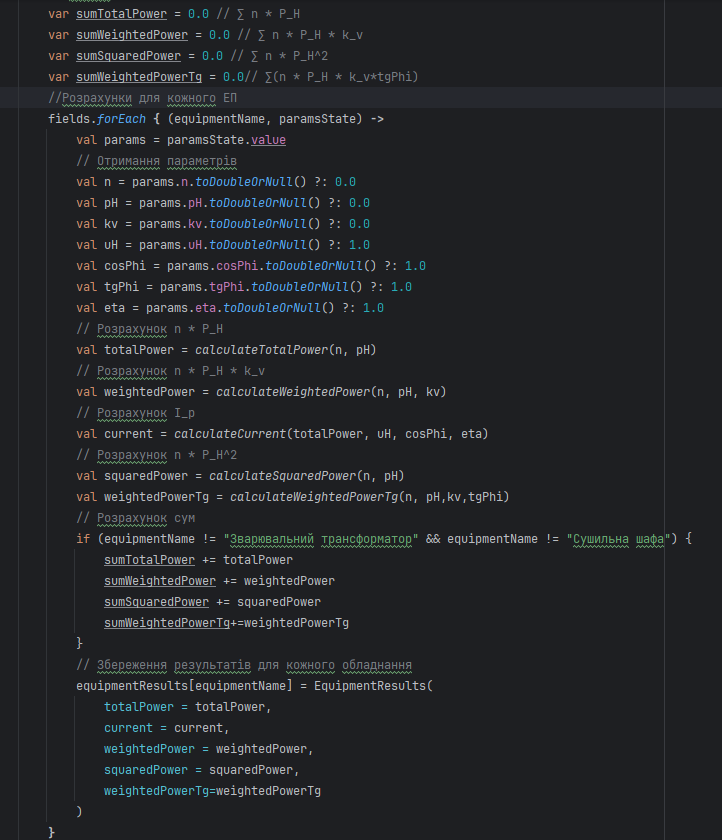 var sumTotalPower = 0.0 // ∑ n * P_H
var sumWeightedPower = 0.0 // ∑ n * P_H * k_v
var sumSquaredPower = 0.0 // ∑ n * P_H^2
var sumWeightedPowerTg = 0.0// ∑(n * P_H * k_v*tgPhi)
//Розрахунки для кожного ЕП
fields.forEach { (equipmentName, paramsState) ->
val params = paramsState.value
// Отримання параметрів
val n = params.n.toDoubleOrNull() ?: 0.0
val pH = params.pH.toDoubleOrNull() ?: 0.0
val kv = params.kv.toDoubleOrNull() ?: 0.0
val uH = params.uH.toDoubleOrNull() ?: 1.0
val cosPhi = params.cosPhi.toDoubleOrNull() ?: 1.0
val tgPhi = params.tgPhi.toDoubleOrNull() ?: 1.0
val eta = params.eta.toDoubleOrNull() ?: 1.0
// Розрахунок n * P_H
val totalPower = calculateTotalPower(n, pH)
// Розрахунок n * P_H * k_v
val weightedPower = calculateWeightedPower(n, pH, kv)
// Розрахунок I_p
val current = calculateCurrent(totalPower, uH, cosPhi, eta)
// Розрахунок n * P_H^2
val squaredPower = calculateSquaredPower(n, pH)
val weightedPowerTg = calculateWeightedPowerTg(n, pH,kv,tgPhi)
// Розрахунок сум
if (equipmentName != "Зварювальний трансформатор" && equipmentName != "Сушильна шафа") {
sumTotalPower += totalPower
sumWeightedPower += weightedPower
sumSquaredPower += squaredPower
sumWeightedPowerTg+=weightedPowerTg
}
// Збереження результатів для кожного обладнання
equipmentResults[equipmentName] = EquipmentResults(
totalPower = totalPower,
current = current,
weightedPower = weightedPower,
squaredPower = squaredPower,
weightedPowerTg=weightedPowerTg
)
}